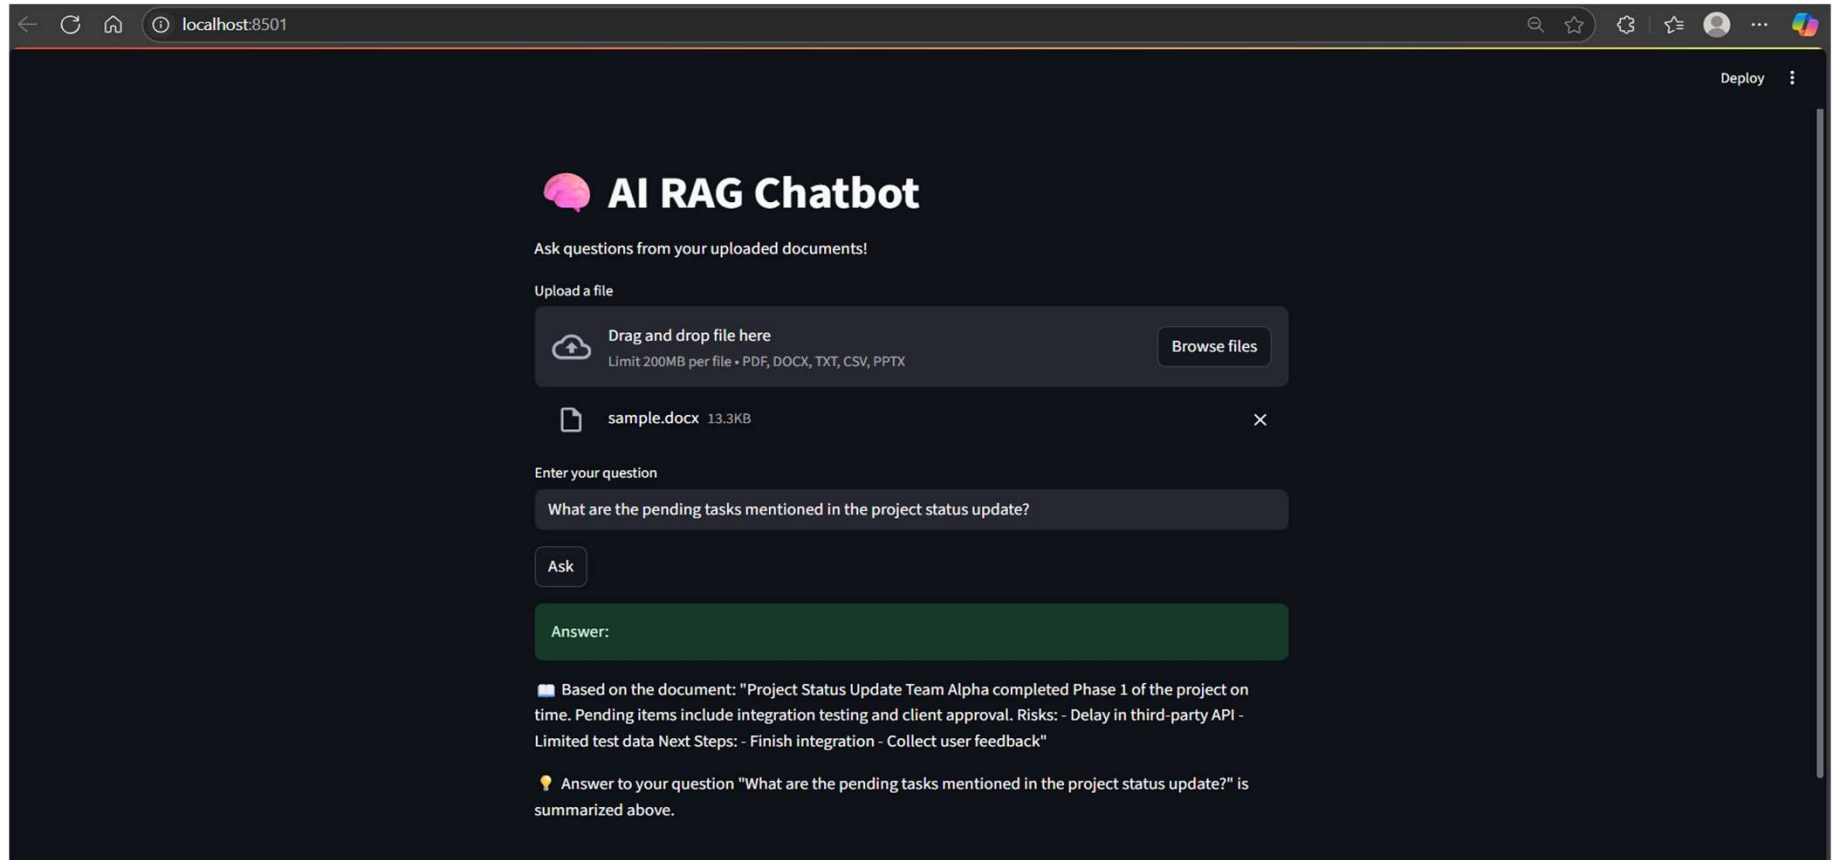 localhost:8501
Deploy
AI RAG Chatbot
Ask questions from your uploaded documents!
Upload a file
Drag and drop file here
Limit 200MB per file • PDF, DOCX, TXT, CSV, PPTX
Browse files
sample.docx 13.3KB
Enter your question
What are the pending tasks mentioned in the project status update?
Ask
Answer:
Based on the document: "Project Status Update Team Alpha completed Phase 1 of the project on
time. Pending items include integration testing and client approval. Risks: - Delay in third-party API -
Limited test data Next Steps: - Finish integration - Collect user feedback"
Answer to your question "What are the pending tasks mentioned in the project status update?" is
summarized above.